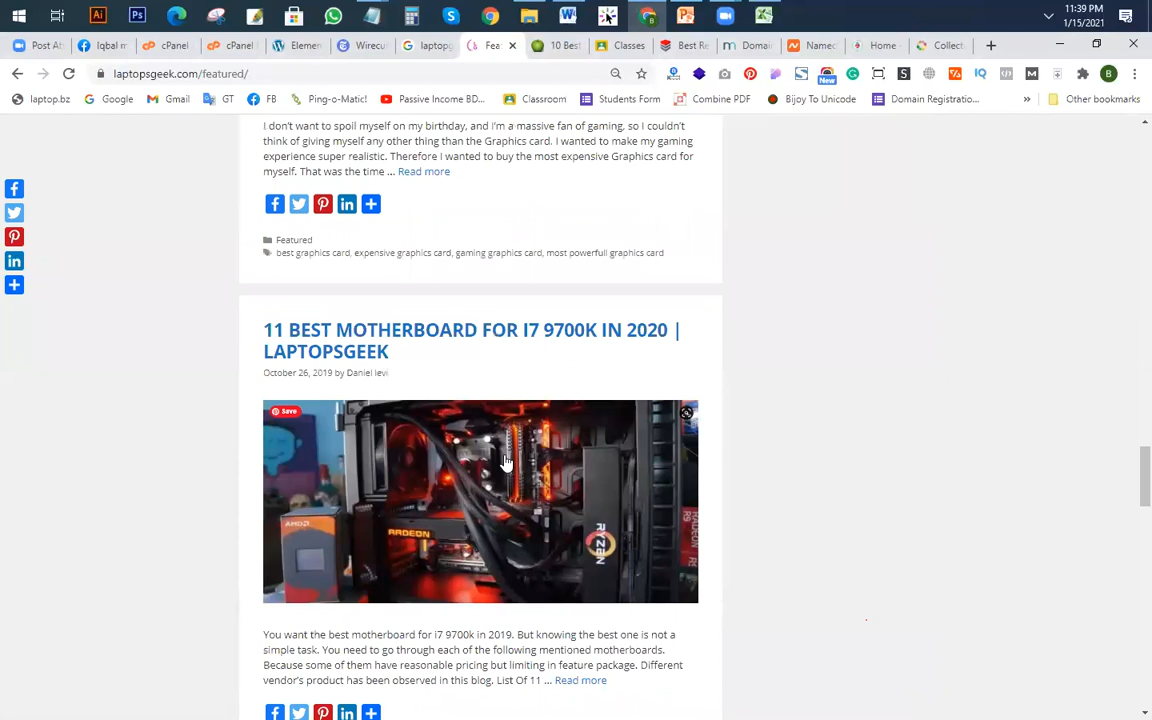 11:39 PM
1/15/2021
Post At
Iqbal m
cPanel
cPanel
Elemen
Wirecu
laptop
Fea
10 Best
Classes
Best Re
Domai
Namec
Home -
Collect
laptopsgeek.com/featured/
New
laptop.bz
Google
Gmail
GT
FB
Ping-o-Matic!
Passive Income BD...
Classroom
Students Form
Combine PDF
Bijoy To Unicode
Domain Registratio...
Other bookmarks
I don't want to spoil myself on my birthday, and I'm a massive fan of gaming, so I couldn't
think of giving myself any other thing than the Graphics card. I wanted to make my gaming
experience super realistic. Therefore I wanted to buy the most expensive Graphics card for
myself. That was the time ... Read more
Featured
best graphics card, expensive graphics card, gaming graphics card, most powerfull graphics card
11 BEST MOTHERBOARD FOR I7 9700K IN 2020 |
LAPTOPSGEEK
October 26, 2019 by Daniel levi
Save
AMD
RADEON
RYZEN
You want the best motherboard for i7 9700k in 2019. But knowing the best one is not a
simple task. You need to go through each of the following mentioned motherboards.
Because some of them have reasonable pricing but limiting in feature package. Different
vendor's product has been observed in this blog. List Of 11 ... Read more